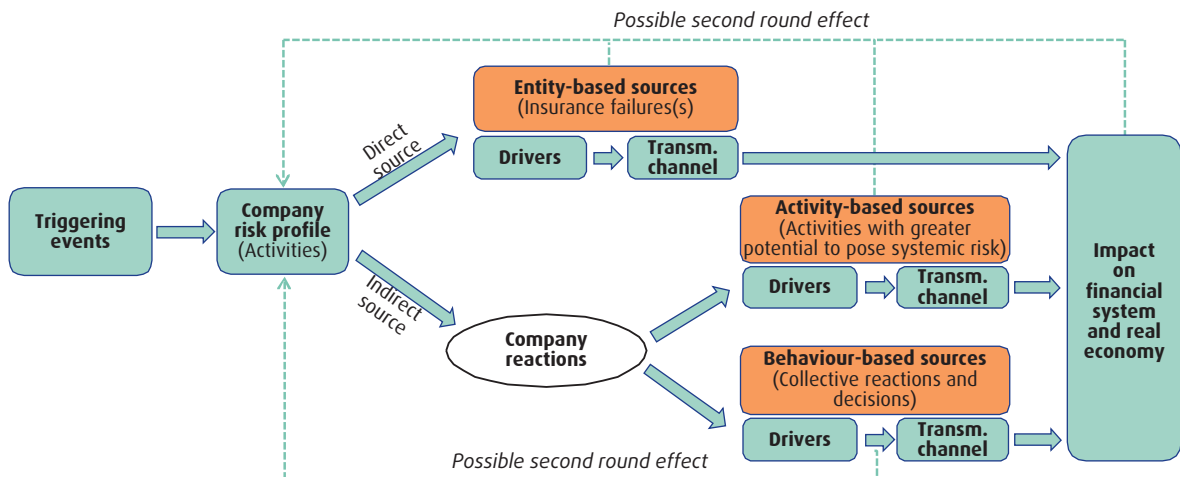 Possible second round effect
Entity-based sources
(Insurance failures(s)
Drivers
Transm.
channel
Direct
source
Triggering
events
Company
risk profile
(Activities)
Activity-based sources
(Activities with greater
potential to pose systemic risk)
Drivers
Transm.
channel
Impact
on
financial
system
and real
economy
Indirect
source
Company
reactions
Behaviour-based sources
(Collective reactions and
decisions)
Drivers
Transm.
channel
Possible second round effect